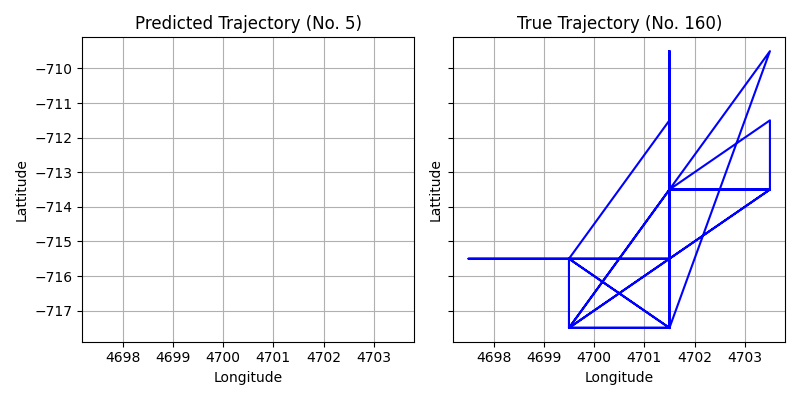 Predicted Trajectory (No. 5)
True Trajectory (No. 160)
−710
−711
−712
−713
−714
−715
−716
−717
Lattitude
Lattitude
4698 4699 4700 4701 4702 4703
4698 4699 4700 4701 4702 4703
Longitude
Longitude